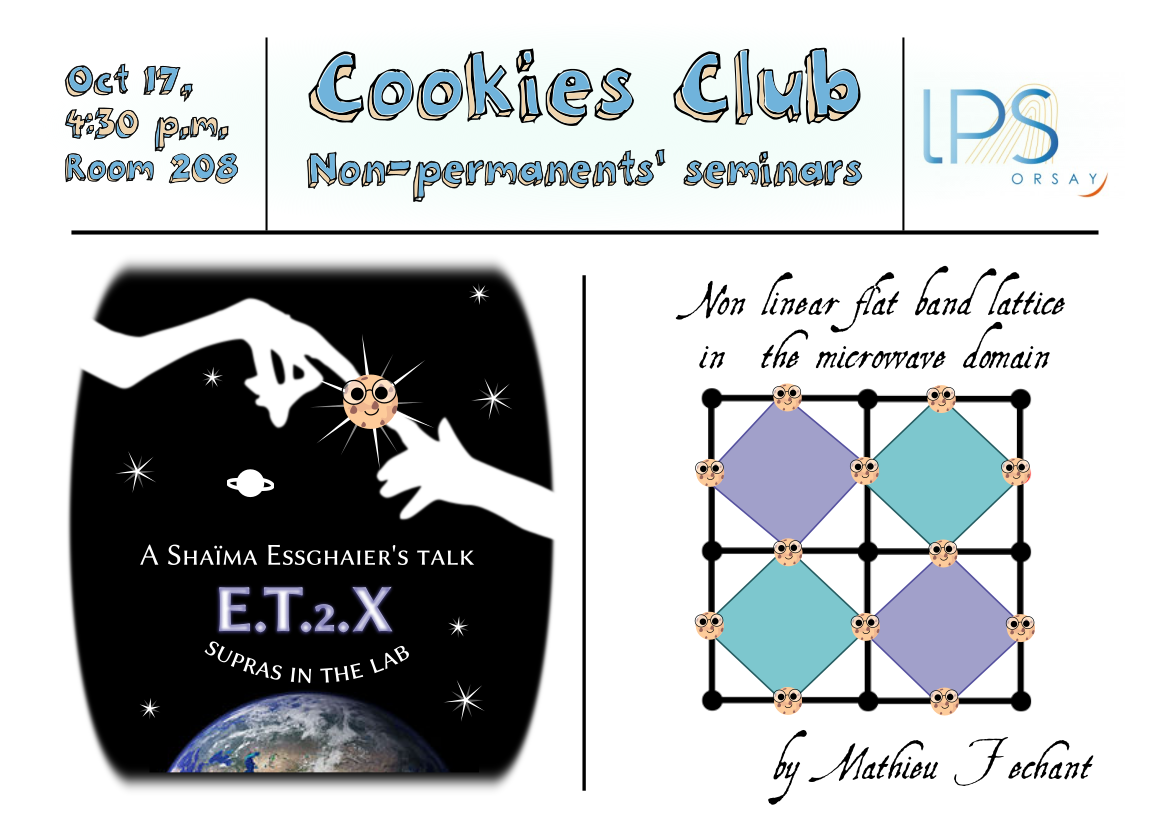 Oct 17,
4:30 p.m.
Room 208
Cookies Club
Non-permanents' seminars
LPS
ORSAY
A Shaïma Essghaier's talk
E.T.2.X
SUPRAS IN THE LAB
Non linear flat band lattice
in the microwave domain
by Mathieu Fechant